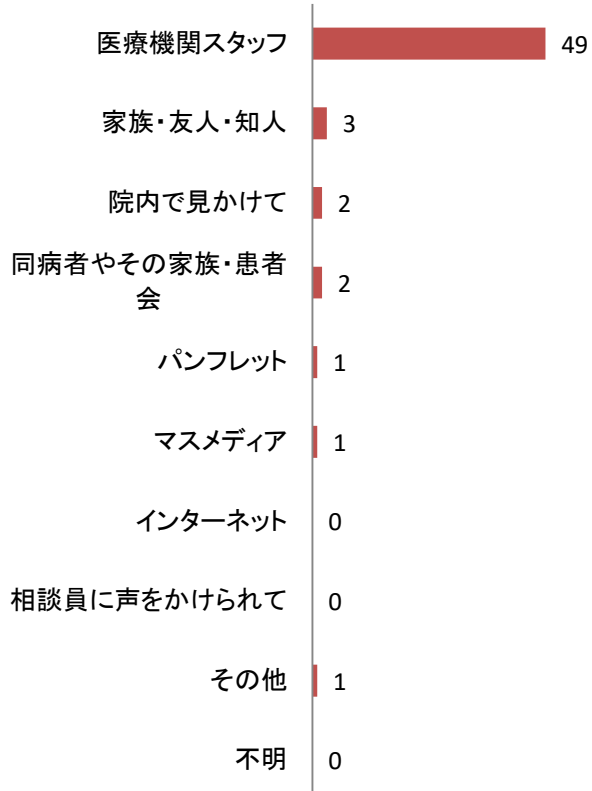 医療機関スタッフ 49
家族・友人・知人 3
院内で見かけて 2
同病者やその家族・患者
会 2
パンフレット 1
マスメディア 1
インターネット 0
相談員に声をかけられて 0
その他 1
不明 0